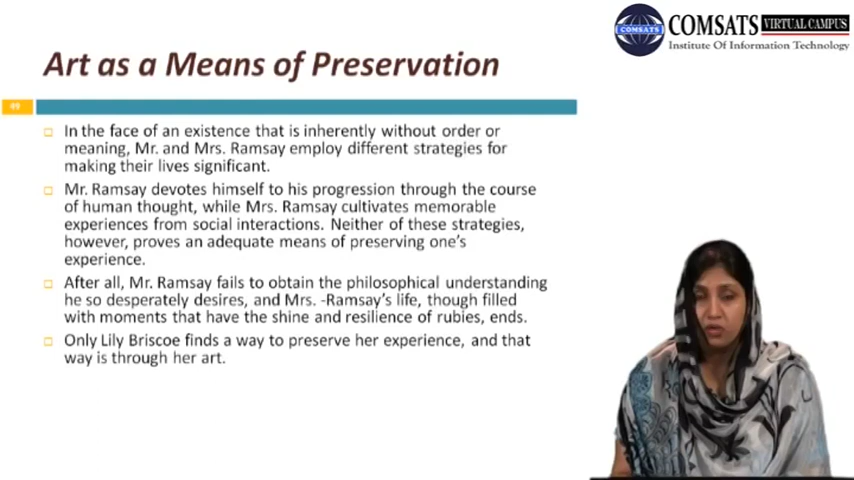 COMSATS
COMSATS VIRTUAL CAMPUS
Institute Of Information Technology
Art as a Means of Preservation
49
In the face of an existence that is inherently without order or
meaning, Mr. and Mrs. Ramsay employ different strategies for
making their lives significant.
Mr. Ramsay devotes himself to his progression through the course
of human thought, while Mrs. Ramsay cultivates memorable
experiences from social interactions. Neither of these strategies,
however, proves an adequate means of preserving one's
experience.
After all, Mr. Ramsay fails to obtain the philosophical understanding
he so desperately desires, and Mrs. -Ramsay's life, though filled
with moments that have the shine and resilience of rubies, ends.
Only Lily Briscoe finds a way to preserve her experience, and that
way is through her art.